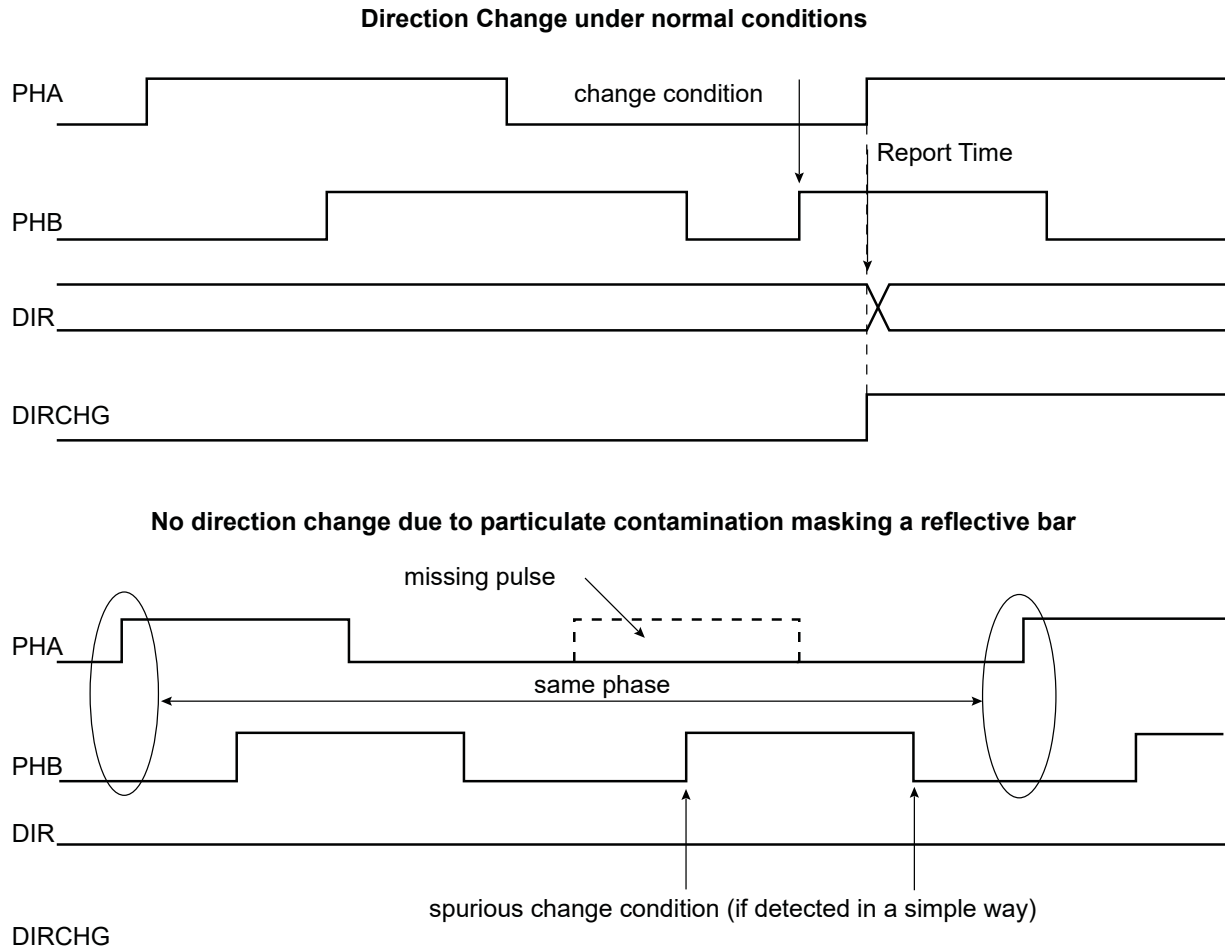 Direction Change under normal conditions
PHA
change condition
Report Time
PHB
DIR
DIRCHG
No direction change due to particulate contamination masking a reflective bar
missing pulse
PHA
same phase
PHB
DIR
spurious change condition (if detected in a simple way)
DIRCHG